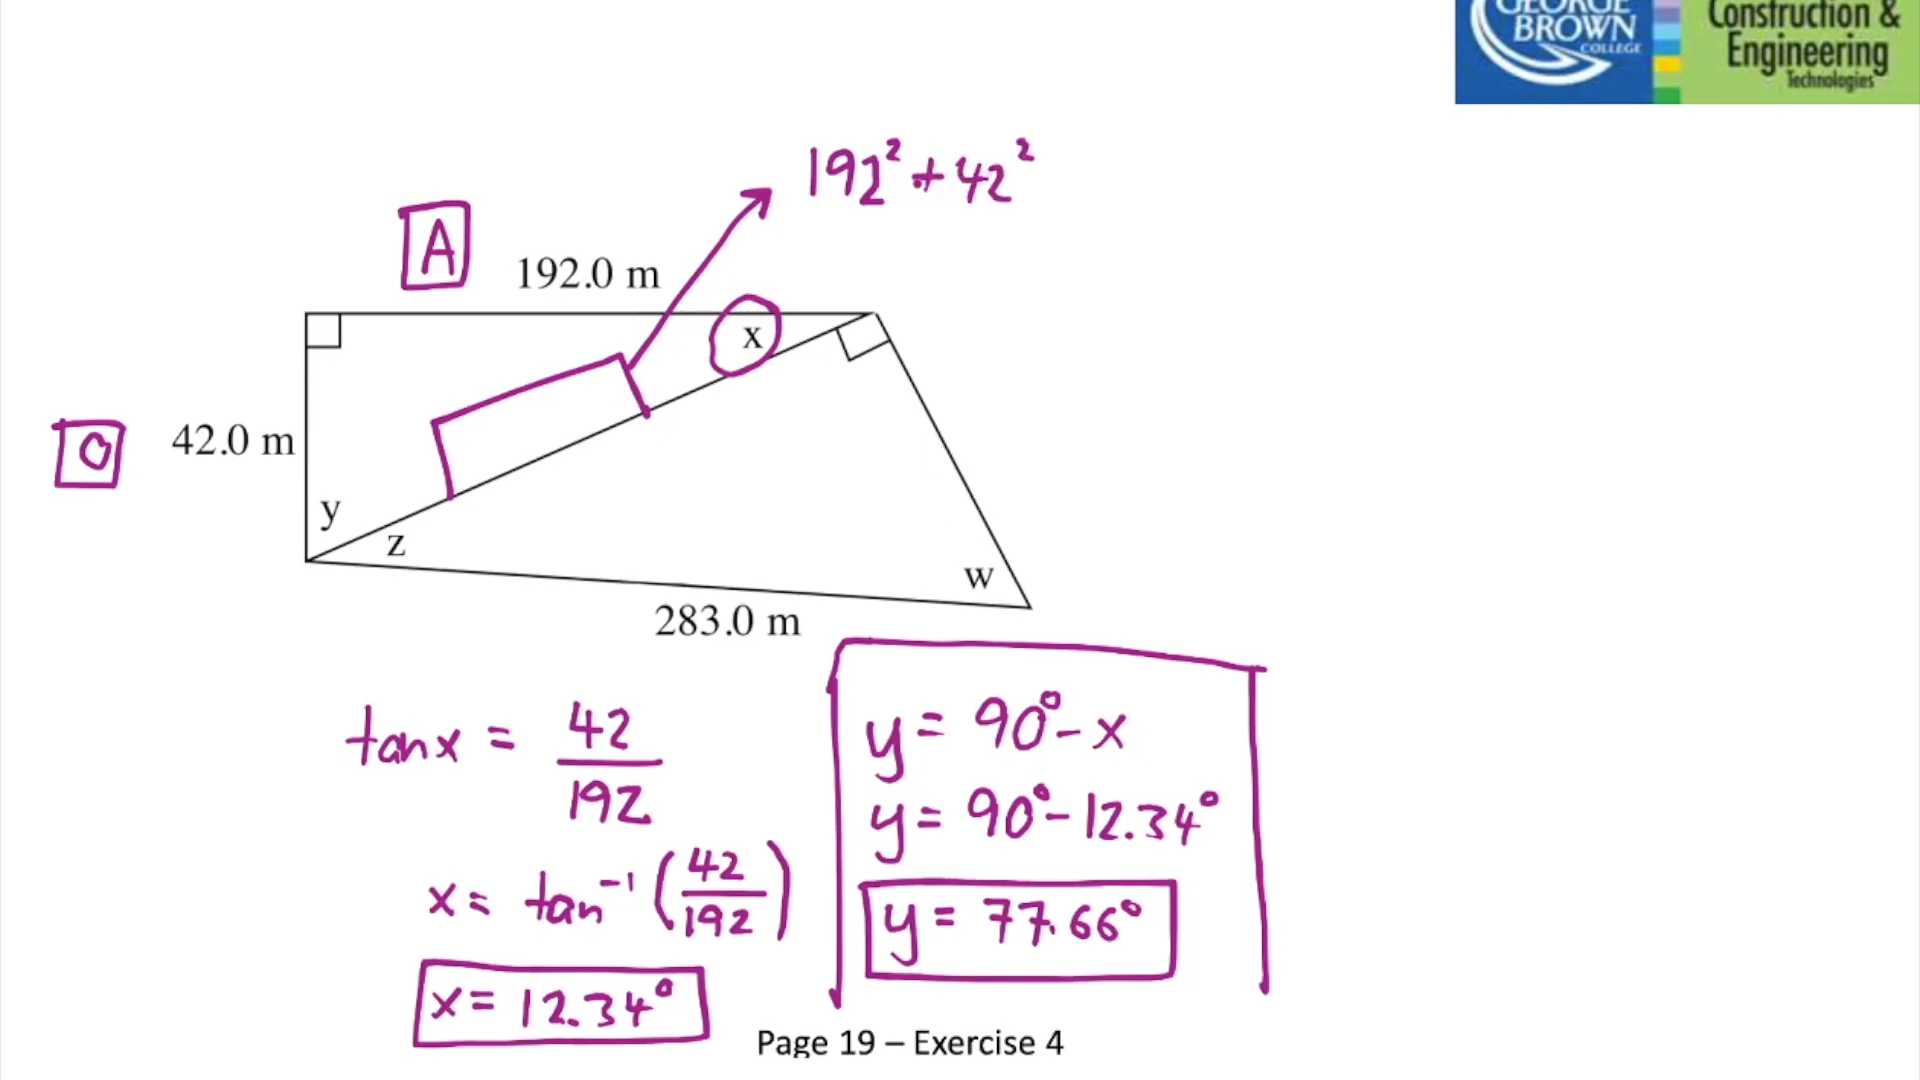 GEORGE
BROWN
COLLEGE
Construction &
Engineering
Technologies
192² + 42²
A
192.0 m
x
O
42.0 m
y
z
w
283.0 m
tan x = 42/192
x = tan⁻¹(42/192)
x = 12.34°
y = 90° - x
y = 90° - 12.34°
y = 77.66°
Page 19 – Exercise 4